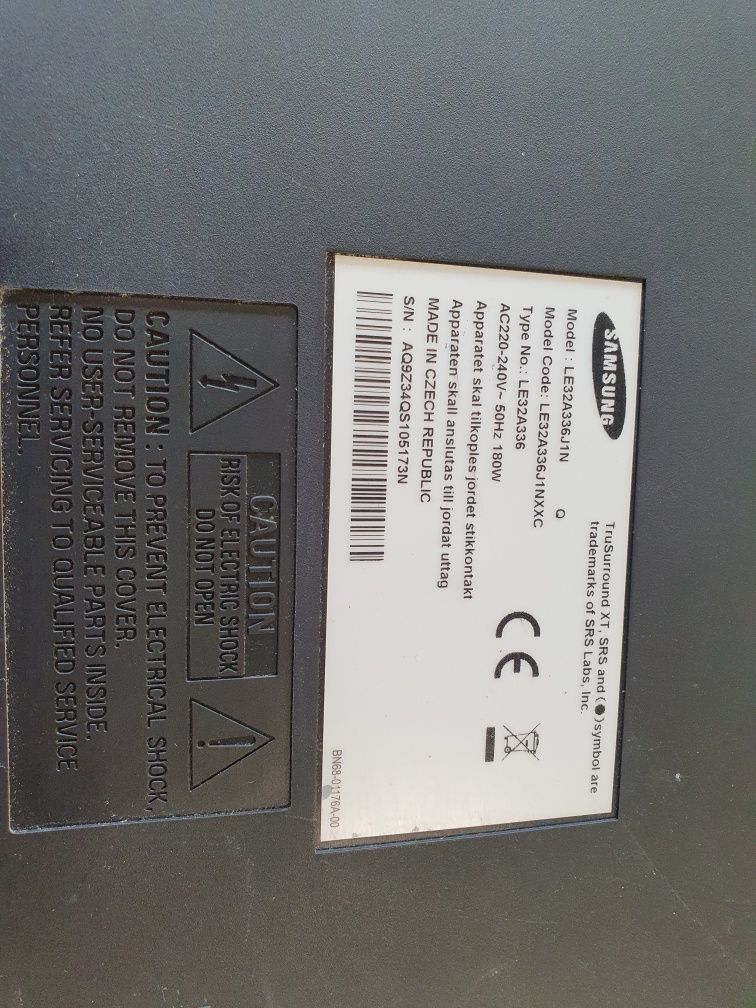 SAMSUNG
TruSurround XT, SRS and (●)symbol are
trademarks of SRS Labs, Inc.
Model : LE32A336J1N
Q
Model Code: LE32A336J1NXXC
Type No.: LE32A336
AC220-240V~ 50Hz 180W
Apparatet skal tilkoples jordet stikkontakt
Apparaten skall anslutas till jordat uttag
MADE IN CZECH REPUBLIC
S/N : AQ9Z34QS105173N
CE
BN68-01176A-00
CAUTION
RISK OF ELECTRIC SHOCK
DO NOT OPEN
CAUTION : TO PREVENT ELECTRICAL SHOCK,
DO NOT REMOVE THIS COVER.
NO USER-SERVICEABLE PARTS INSIDE.
REFER SERVICING TO QUALIFIED SERVICE
PERSONNEL.